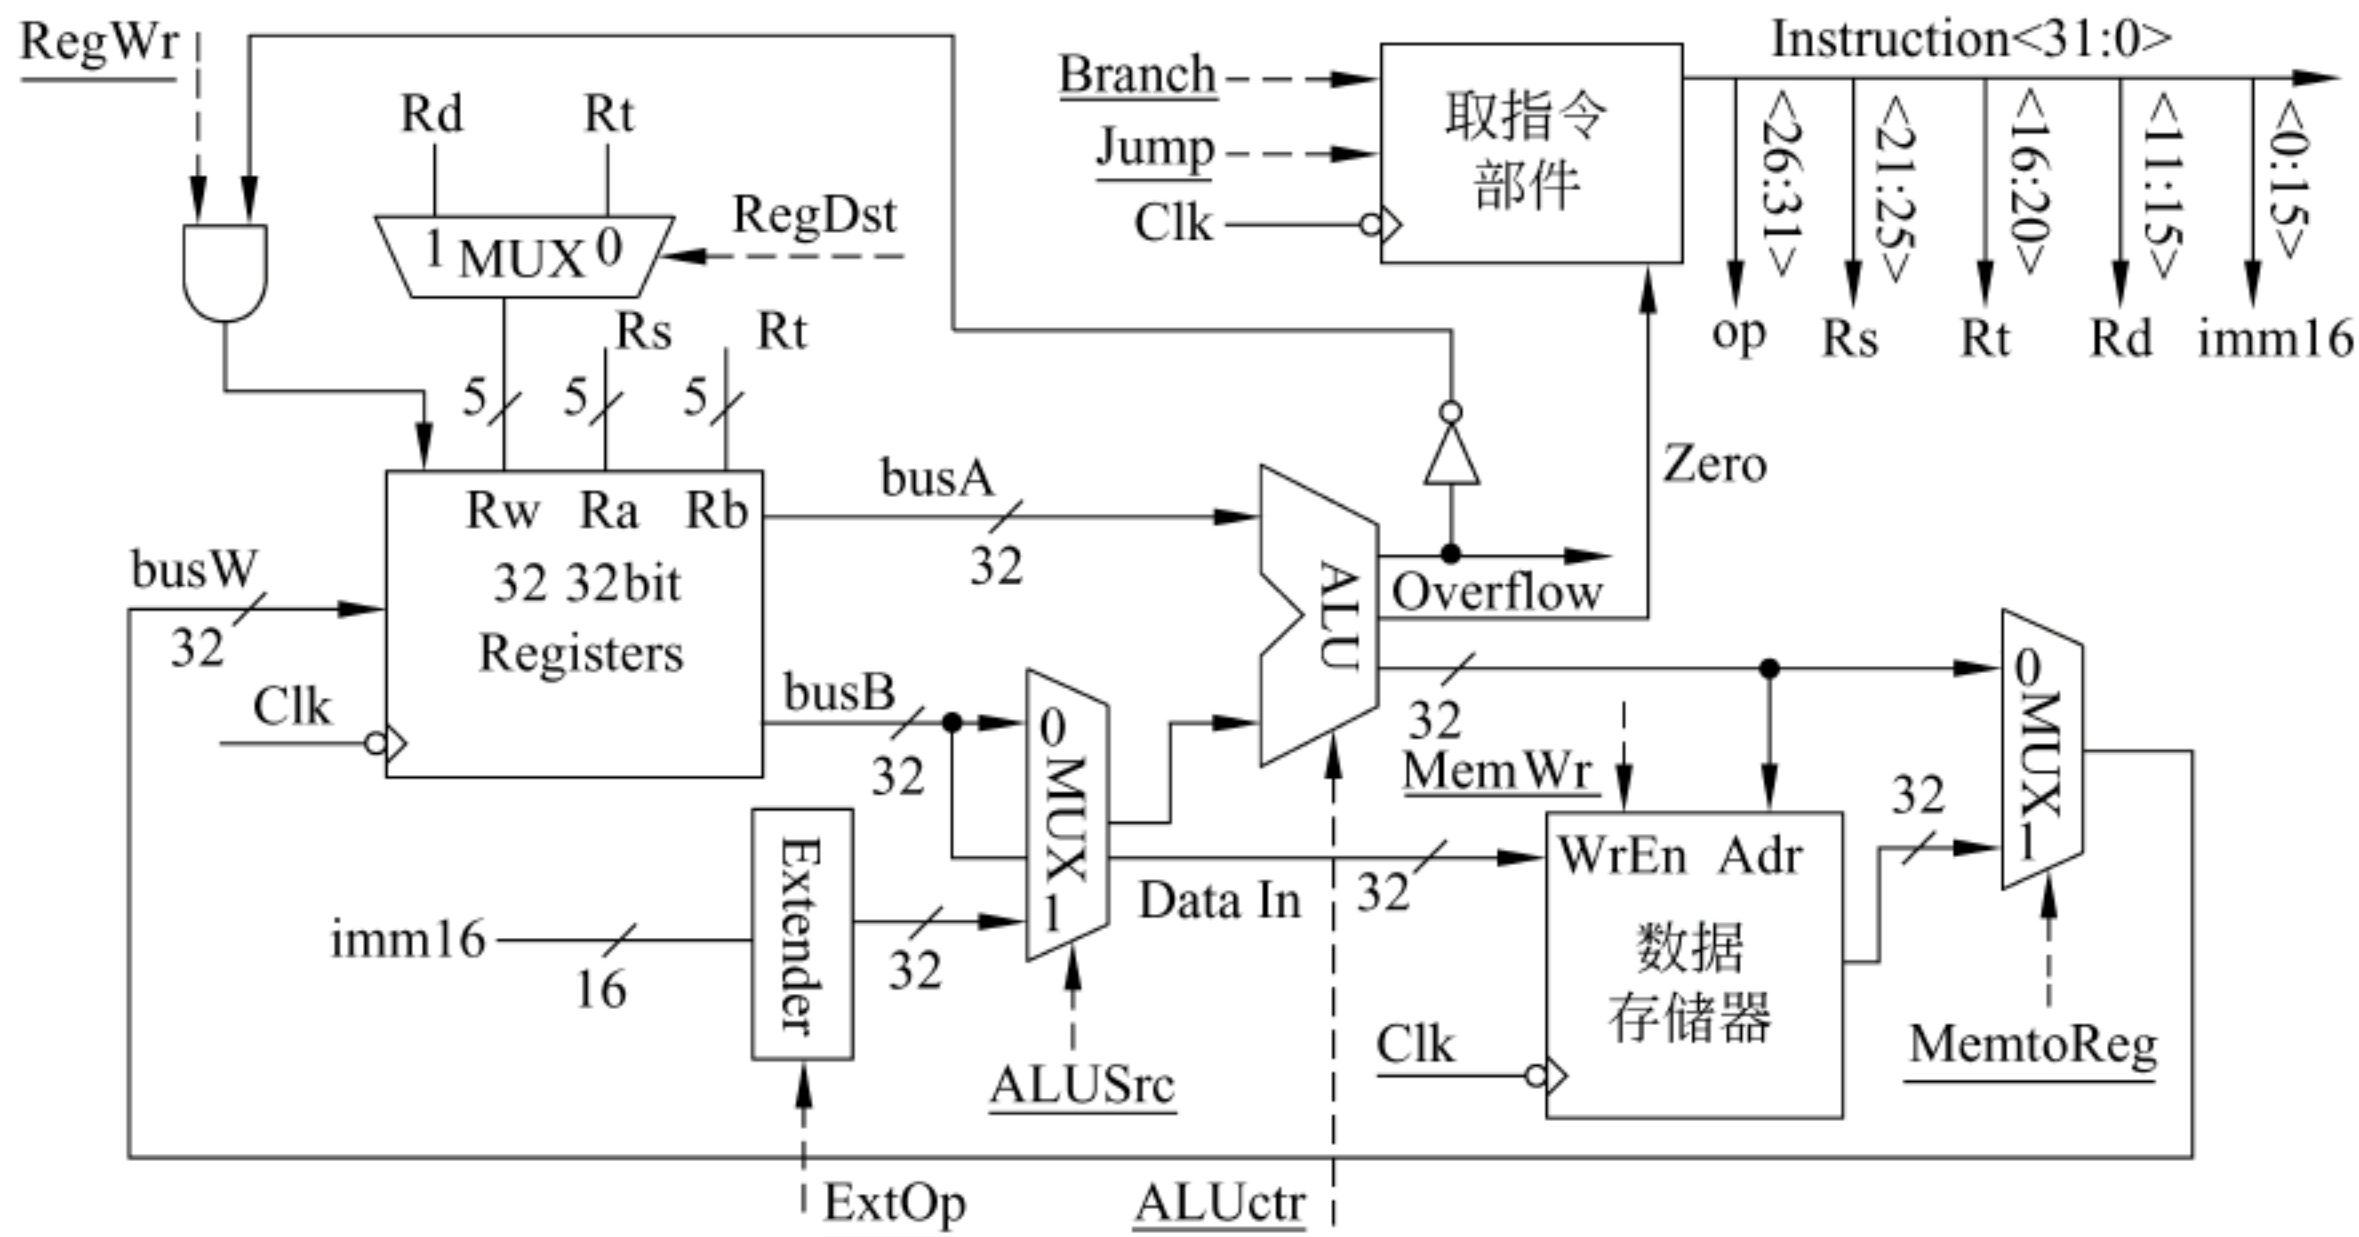 RegWr
Rd
Rt
1 MUX 0
RegDst
Rs
Rt
5
5
5
Rw Ra Rb
32 32bit
Registers
busW
32
Clk
busA
32
busB
32
imm16
16
Extender
32
ExtOp
0
MUX
1
ALUSrc
Data In
32
ALU
ALUctr
Overflow
Zero
32
MemWr
WrEn Adr
数据
存储器
Clk
32
0
MUX
1
MemtoReg
Branch
Jump
Clk
取指令
部件
Instruction<31:0>
<26:31>
<21:25>
<16:20>
<11:15>
<0:15>
op
Rs
Rt
Rd
imm16